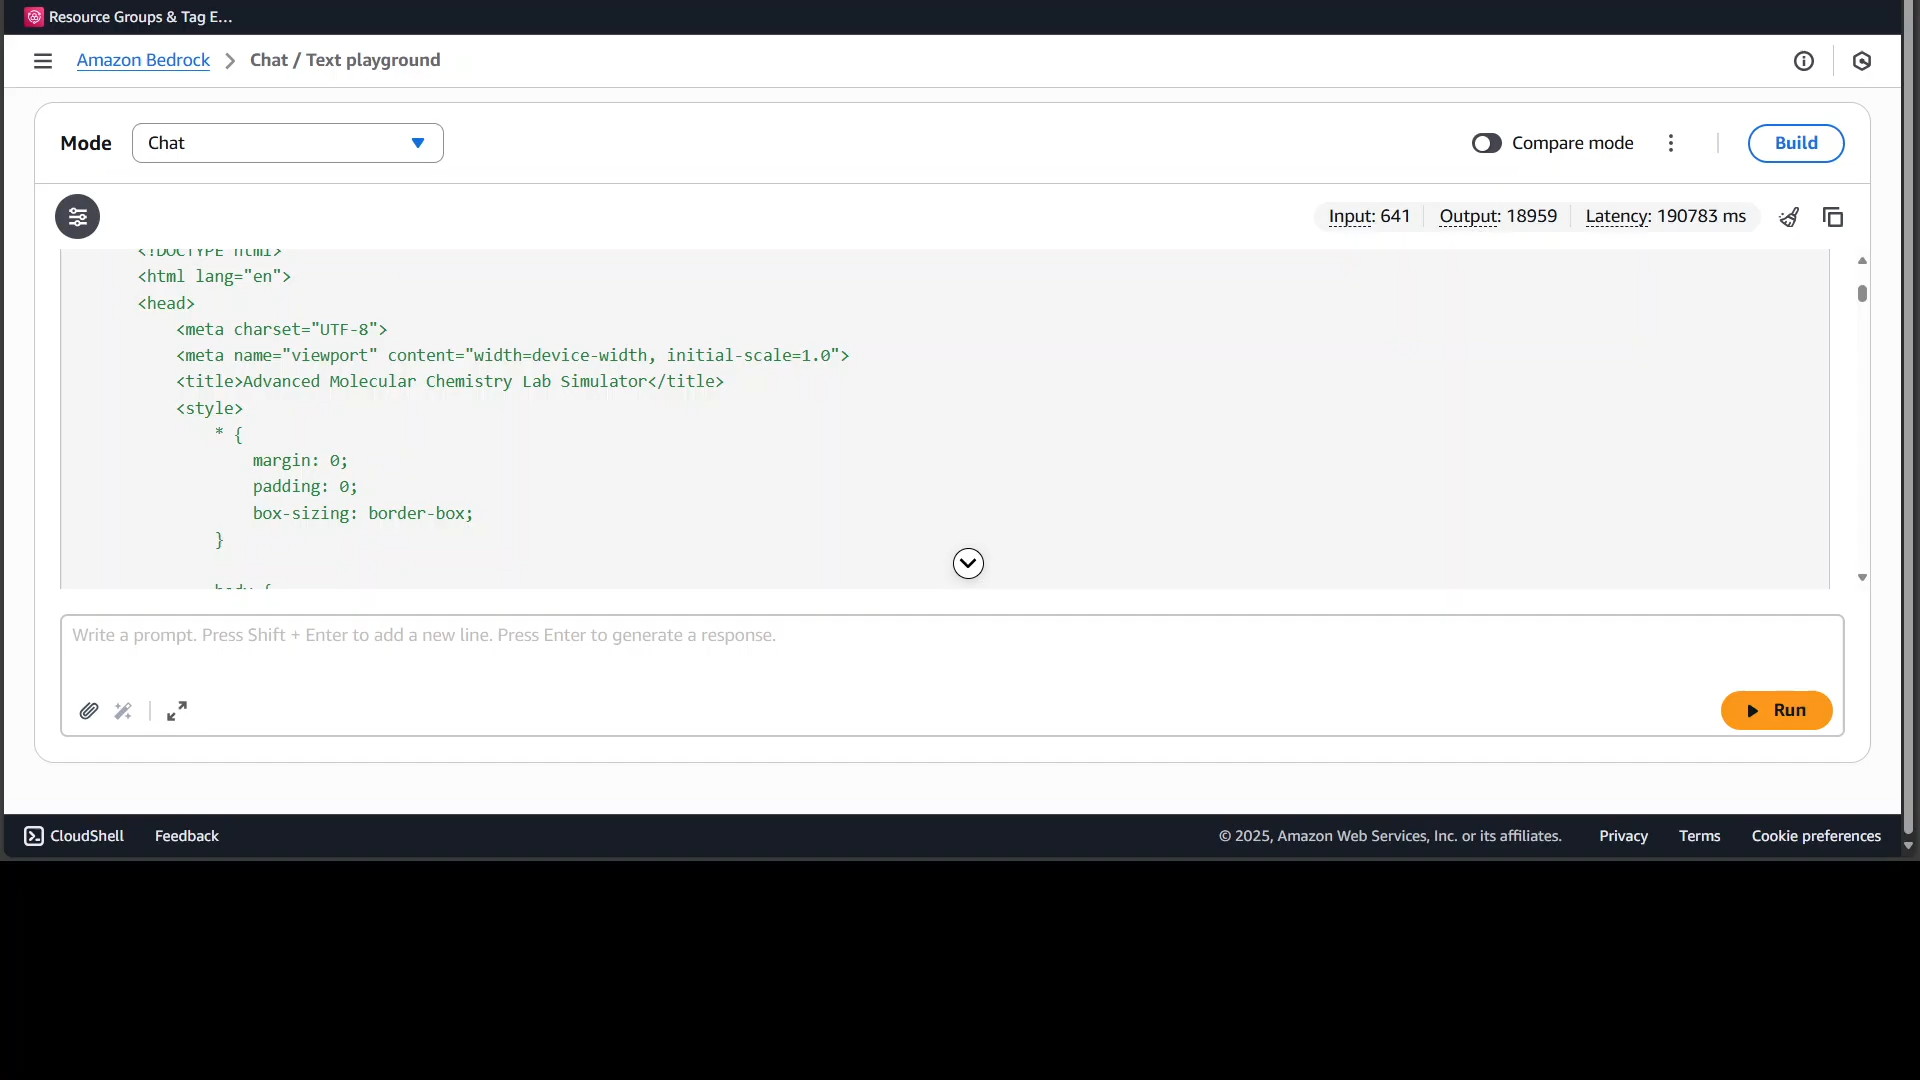 Resource Groups & Tag E...
Amazon Bedrock > Chat / Text playground
Mode
Chat
Compare mode
Build
Input: 641
Output: 18959
Latency: 190783 ms
<!DOCTYPE html>
<html lang="en">
<head>
<meta charset="UTF-8">
<meta name="viewport" content="width=device-width, initial-scale=1.0">
<title>Advanced Molecular Chemistry Lab Simulator</title>
<style>
* {
margin: 0;
padding: 0;
box-sizing: border-box;
}
body {
Write a prompt. Press Shift + Enter to add a new line. Press Enter to generate a response.
Run
CloudShell
Feedback
© 2025, Amazon Web Services, Inc. or its affiliates.
Privacy
Terms
Cookie preferences